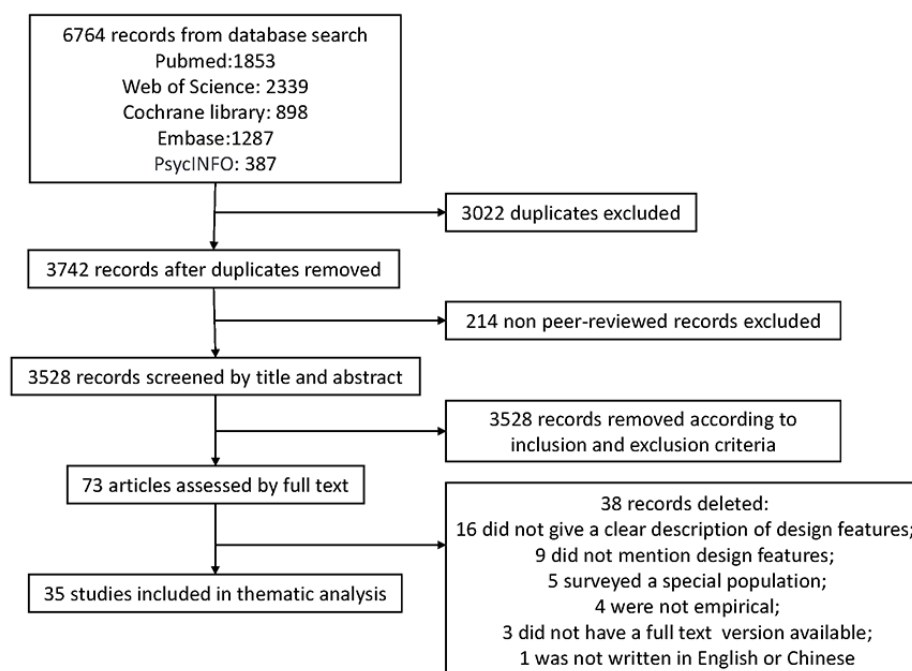 6764 records from database search
Pubmed:1853
Web of Science: 2339
Cochrane library: 898
Embase:1287
PsycINFO: 387
3022 duplicates excluded
3742 records after duplicates removed
214 non peer-reviewed records excluded
3528 records screened by title and abstract
3528 records removed according to
inclusion and exclusion criteria
73 articles assessed by full text
38 records deleted:
16 did not give a clear description of design features;
9 did not mention design features;
5 surveyed a special population;
4 were not empirical;
3 did not have a full text version available;
1 was not written in English or Chinese
35 studies included in thematic analysis